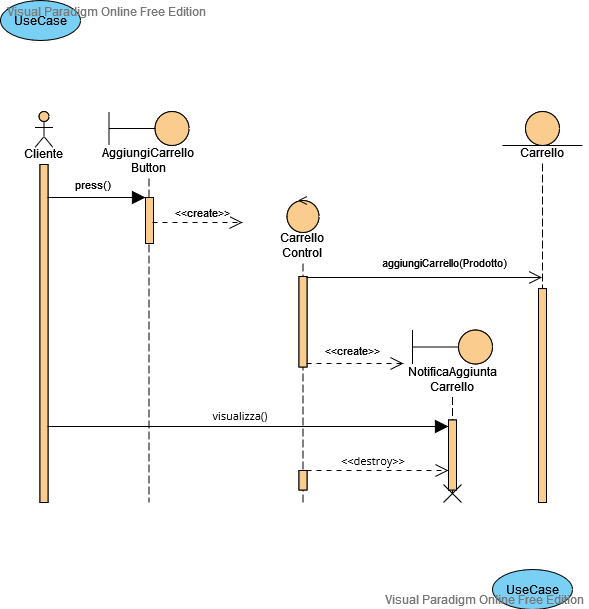 Visual Paradigm Online Free Edition
UseCase
Cliente
AggiungiCarrello
Button
Carrello
press()
<<create>>
Carrello
Control
aggiungiCarrello(Prodotto)
<<create>>
NotificaAggiunta
Carrello
visualizza()
<<destroy>>
UseCase
Visual Paradigm Online Free Edition